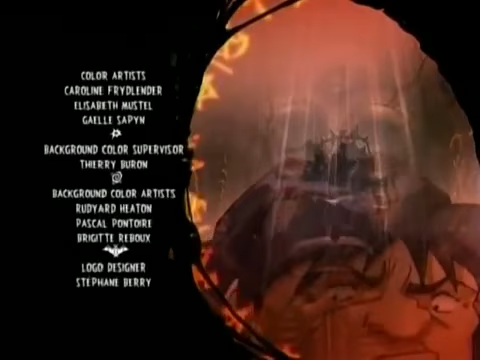 COLOR ARTISTS
CAROLINE FRYDLENDER
ELISABETH MUSTEL
GAELLE SAPYN
BACKGROUND COLOR SUPERVISOR
THIERRY BURON
BACKGROUND COLOR ARTISTS
RUDYARD HEATON
PASCAL PONTOIRE
BRIGITTE REBOUX
LOGO DESIGNER
STEPHANE BERRY